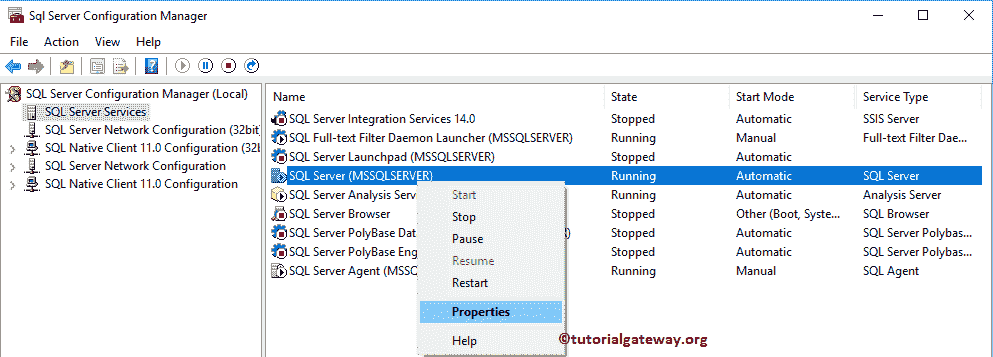 Sql Server Configuration Manager
File Action View Help
SQL Server Configuration Manager (Local)
SQL Server Services
SQL Server Network Configuration (32bit
SQL Native Client 11.0 Configuration (32
SQL Server Network Configuration
SQL Native Client 11.0 Configuration
Name State Start Mode Service Type
SQL Server Integration Services 14.0 Stopped Automatic SSIS Server
SQL Full-text Filter Daemon Launcher (MSSQLSERVER) Running Manual Full-text Filter Dae...
SQL Server Launchpad (MSSQLSERVER) Stopped Automatic
SQL Server (MSSQLSERVER) Running Automatic SQL Server
SQL Server Analysis Serv Running Automatic Analysis Server
SQL Server Browser Stopped Other (Boot, Syste... SQL Browser
SQL Server PolyBase Dat ) Stopped Automatic SQL Server Polybas...
SQL Server PolyBase Eng Stopped Automatic SQL Server Polybas...
SQL Server Agent (MSSQ Running Manual SQL Agent
Start
Stop
Pause
Resume
Restart
Properties
Help
©tutorialgateway.org